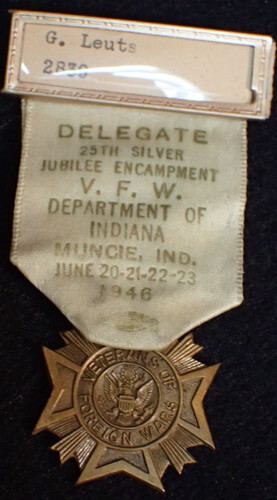 G. Leuts
2839
DELEGATE
25TH SILVER
JUBILEE ENCAMPMENT
V. F. W.
DEPARTMENT OF
INDIANA
MUNCIE, IND.
JUNE 20-21-22-23
1946
VETERANS OF
FOREIGN WARS